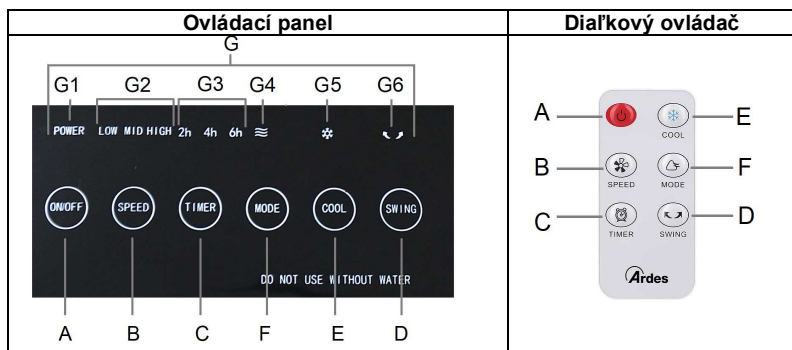 Ovládací panel
Diaľkový ovládač
G
G1 G2 G3 G4 G5 G6
POWER LOW MID HIGH 2h 4h 6h
ON/OFF SPEED TIMER MODE COOL SWING
DO NOT USE WITHOUT WATER
A B C F E D
A E
COOL
B F
SPEED MODE
C D
TIMER SWING
Ardes